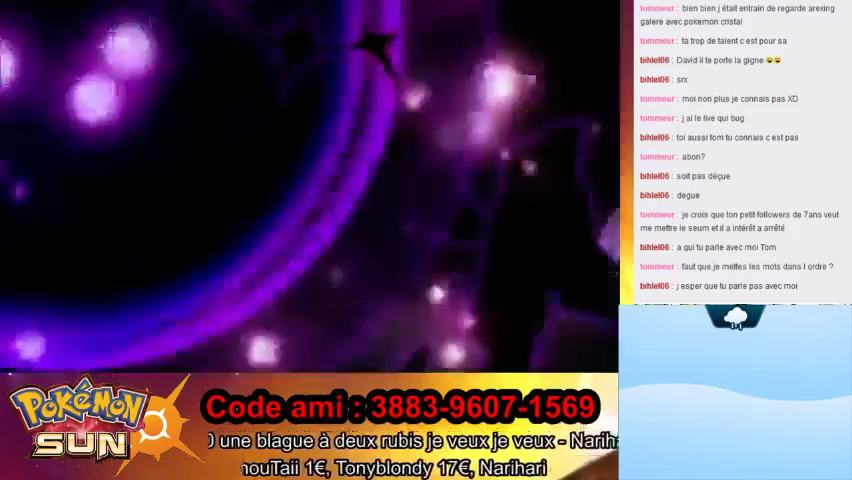 tommeur : bien bien j était entrain de regarde arexing
galere avec pokemon cristal
tommeur : ta trop de talent c est pour sa
bihlel06 : David il te porte la gigne 😄😄
bihlel06 : srx
tommeur : moi non plus je connais pas XD
tommeur : j ai le live qui bug
bihlel06 : toi aussi tom tu connais c est pas
tommeur : abon?
bihlel06 : soit pas déçue
bihlel06 : degue
tommeur : je crois que ton petit followers de 7ans veut
me mettre le seum et il a intérêt a arrêté
bihlel06 : a qui tu parle avec moi Tom
tommeur : faut que je mettes les mots dans l ordre ?
bihlel06 : j esper que tu parle pas avec moi
POKéMON
SUN
Code ami : 3883-9607-1569
une blague à deux rubis je veux je veux - Nariha
houTaii 1€, Tonyblondy 17€, Narihari